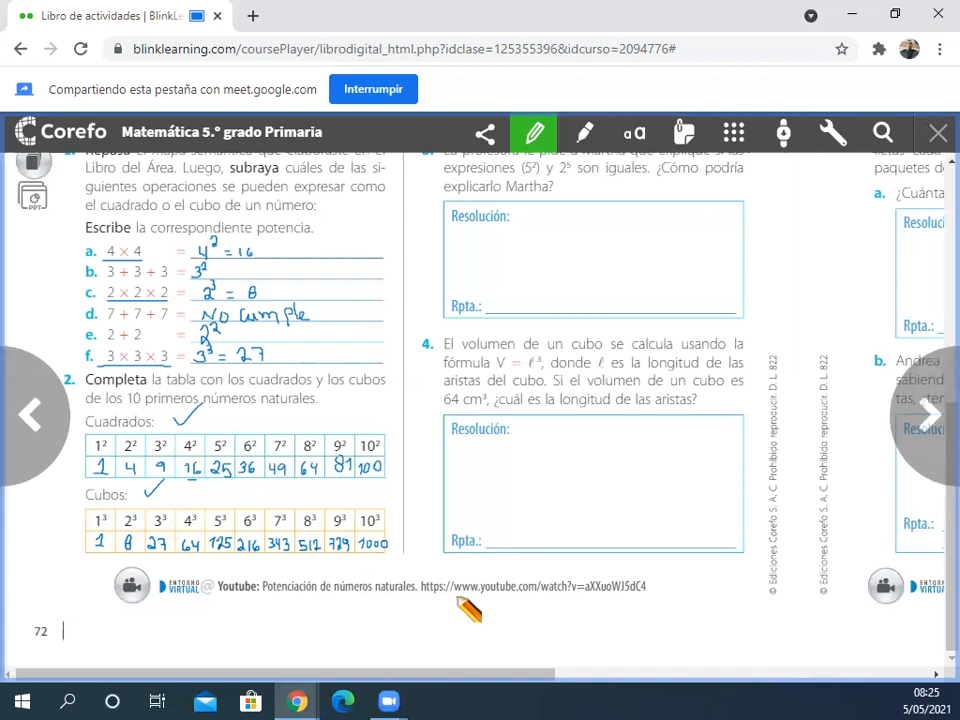 Libro de actividades | BlinkL
blinklearning.com/coursePlayer/librodigital_html.php?idclase=125355396&idcurso=2094776#
Compartiendo esta pestaña con meet.google.com
Interrumpir
Corefo
Matemática 5.º grado Primaria
a
PPT
Libro del Área. Luego, subraya cuáles de las si-
guientes operaciones se pueden expresar como
el cuadrado o el cubo de un número:
Escribe la correspondiente potencia.
a. 4 × 4 = 4² = 16
b. 3 + 3 + 3 = 3²
c. 2 × 2 × 2 = 2³ = 8
d. 7 + 7 + 7 = NO Cumple
e. 2 + 2 = 2²
f. 3 × 3 × 3 = 3³ = 27
2. Completa la tabla con los cuadrados y los cubos
de los 10 primeros números naturales.
Cuadrados:
1² 2² 3² 4² 5² 6² 7² 8² 9² 10²
1 4 9 16 25 36 49 64 81 100
Cubos:
1³ 2³ 3³ 4³ 5³ 6³ 7³ 8³ 9³ 10³
1 8 27 64 125 216 343 512 729 1000
ENTORNO VIRTUAL @ Youtube: Potenciación de números naturales. https://www.youtube.com/watch?v=aXXuoWJ5dC4
72
expresiones (5²) y 2⁵ son iguales. ¿Cómo podría
explicarlo Martha?
Resolución:
Rpta.:
4. El volumen de un cubo se calcula usando la
fórmula V = ℓ³, donde ℓ es la longitud de las
aristas del cubo. Si el volumen de un cubo es
64 cm³, ¿cuál es la longitud de las aristas?
Resolución:
Rpta.:
© Ediciones Corefo S. A. C. Prohibido reproducir. D. L. 822
© Ediciones Corefo S. A. C. Prohibido reproducir. D. L. 822
paquetes de
a. ¿Cuánta
Resoluci
Rpta.:
b. Andrea
sabiend
tas, ¿ter
Rpta.:
08:25
5/05/2021